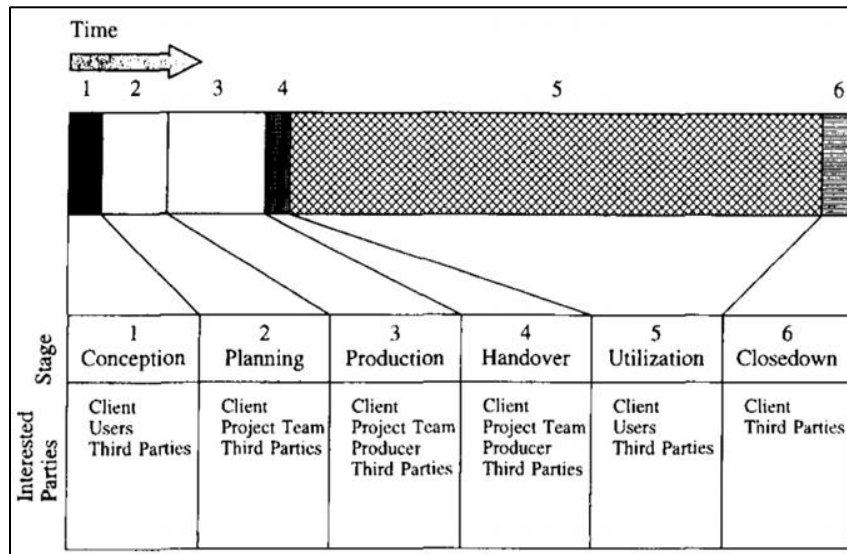 Time
1 2 3 4 5 6
Stage
1 2 3 4 5 6
Conception Planning Production Handover Utilization Closedown
Interested Parties
Client Client Client Client Client Client
Users Project Team Project Team Project Team Users Third Parties
Third Parties Third Parties Producer Producer Third Parties
Third Parties Third Parties